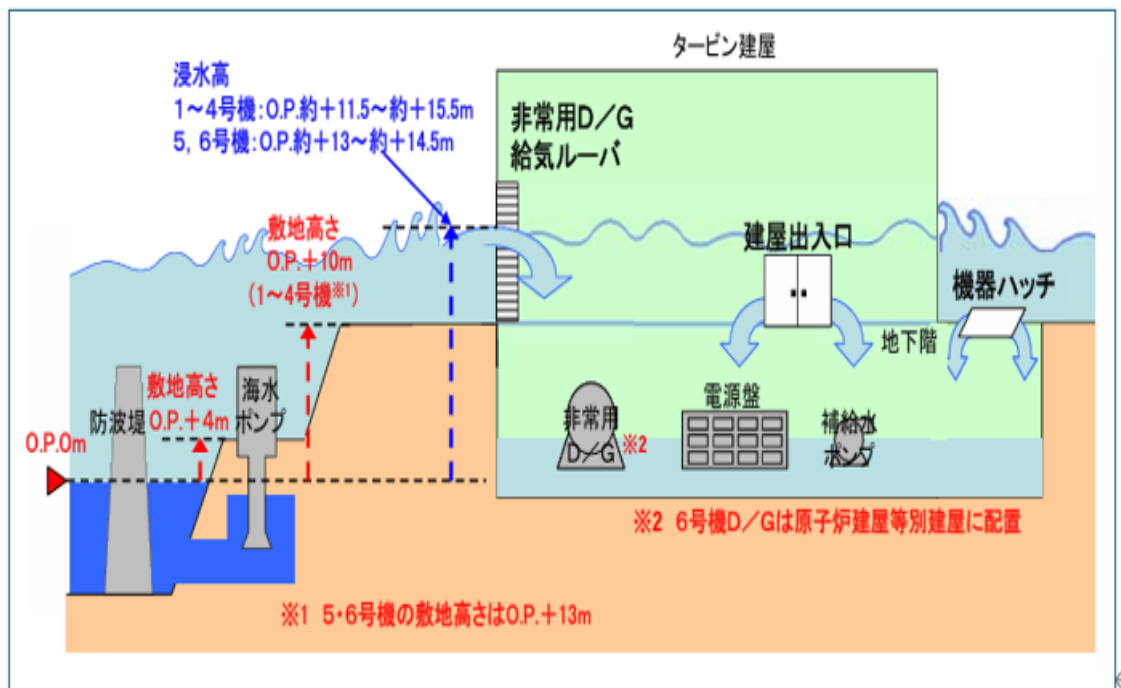 タービン建屋
浸水高
1~4号機:O.P.約+11.5~約+15.5m
5,6号機:O.P.約+13~約+14.5m
非常用D/G
給気ルーバ
敷地高さ
O.P.+10m
(1~4号機※1)
建屋出入口
機器ハッチ
地下階
敷地高さ
O.P.+4m
海水
ポンプ
防波堤
O.P.0m
非常用
D/G
※2
電源盤
補給水
ポンプ
※2 6号機D/Gは原子炉建屋等別建屋に配置
※1 5・6号機の敷地高さはO.P.+13m